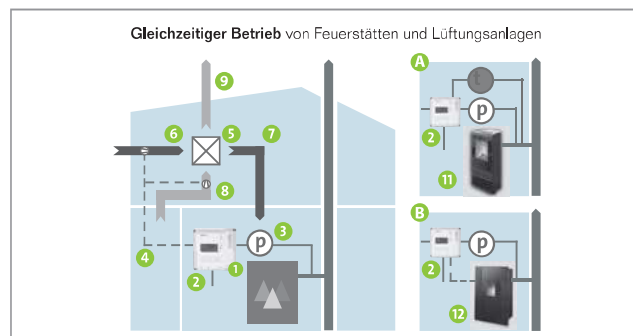 Gleichzeitiger Betrieb von Feuerstätten und Lüftungsanlagen
9
6
5
7
8
4
3
p
2
1
A
t
p
2
11
B
p
2
12